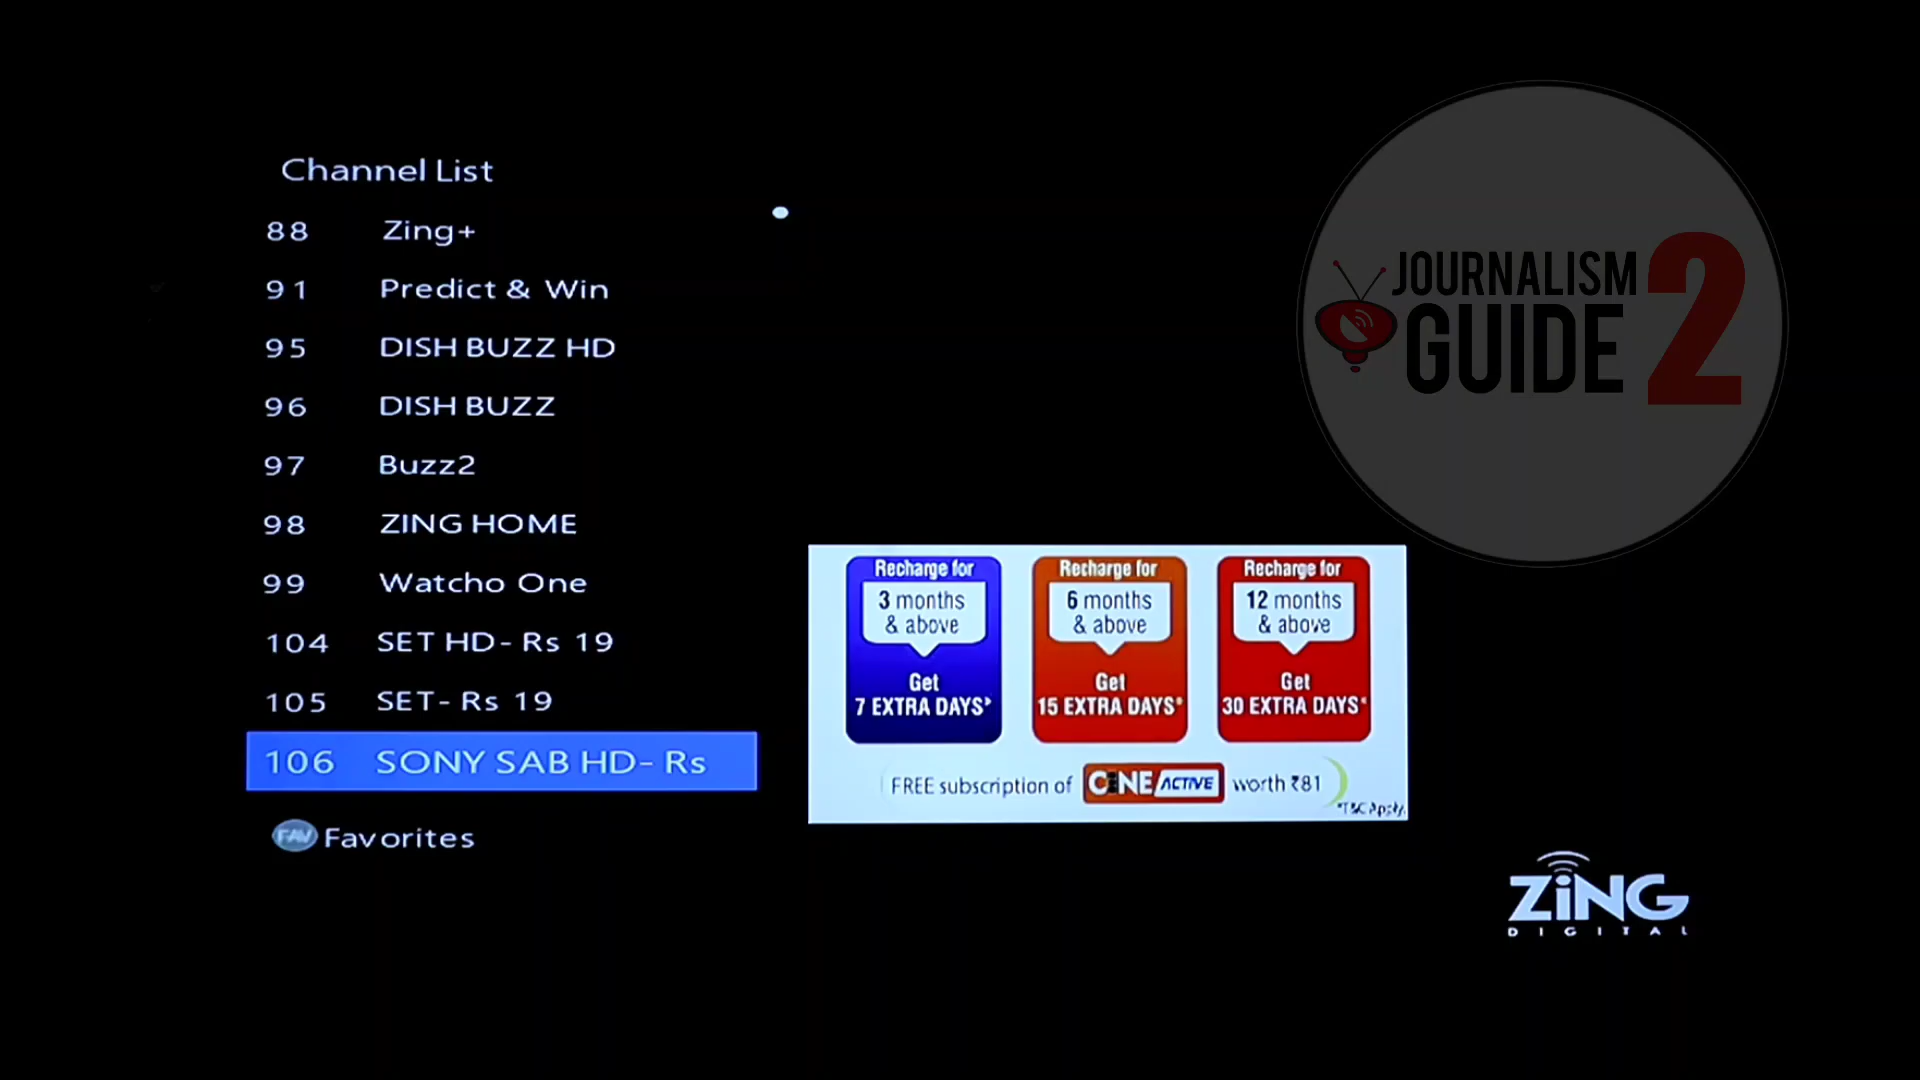 Channel List
88 Zing+
91 Predict & Win
95 DISH BUZZ HD
96 DISH BUZZ
97 Buzz2
98 ZING HOME
99 Watcho One
104 SET HD- Rs 19
105 SET- Rs 19
106 SONY SAB HD- Rs
FAV Favorites
JOURNALISM
GUIDE 2
Recharge for
3 months
& above
Get
7 EXTRA DAYS*
Recharge for
6 months
& above
Get
15 EXTRA DAYS*
Recharge for
12 months
& above
Get
30 EXTRA DAYS*
FREE subscription of CINE ACTIVE worth ₹81
*T&C Apply.
ZiNG
DIGITAL